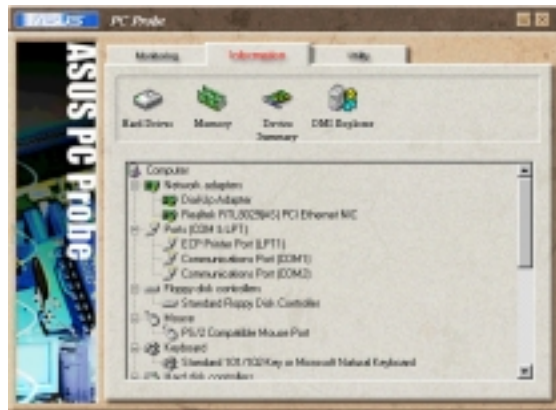 ASUS PC Probe
Monitoring Information Utility
ASUS PC Probe
Hard Drives Memory Device Summary DMI Explorer
Computer
Network adapters
Dial-Up Adapter
Realtek RTL8029(AS) PCI Ethernet NIC
Ports (COM & LPT)
ECP Printer Port (LPT1)
Communications Port (COM1)
Communications Port (COM2)
Floppy disk controllers
Standard Floppy Disk Controller
Mouse
PS/2 Compatible Mouse Port
Keyboard
Standard 101/102-Key or Microsoft Natural Keyboard
Hard disk controllers